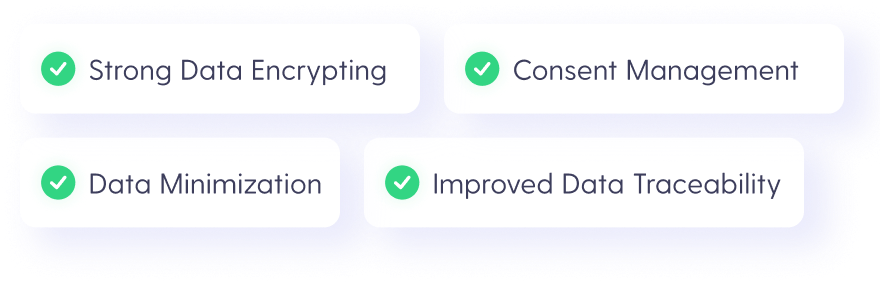 Strong Data Encrypting
Consent Management
Data Minimization
Improved Data Traceability